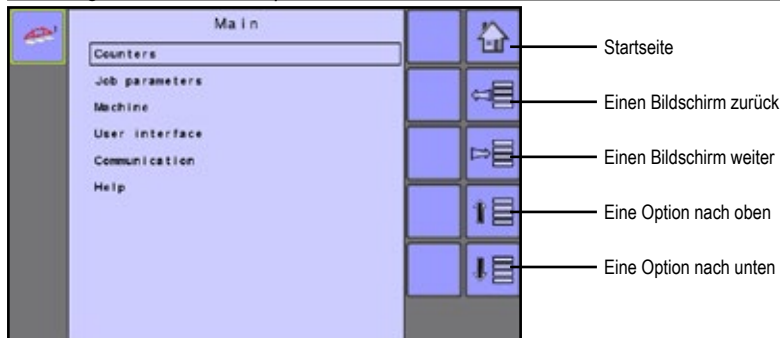 Main
Counters
Job parameters
Machine
User interface
Communication
Help
Startseite
Einen Bildschirm zurück
Einen Bildschirm weiter
Eine Option nach oben
Eine Option nach unten